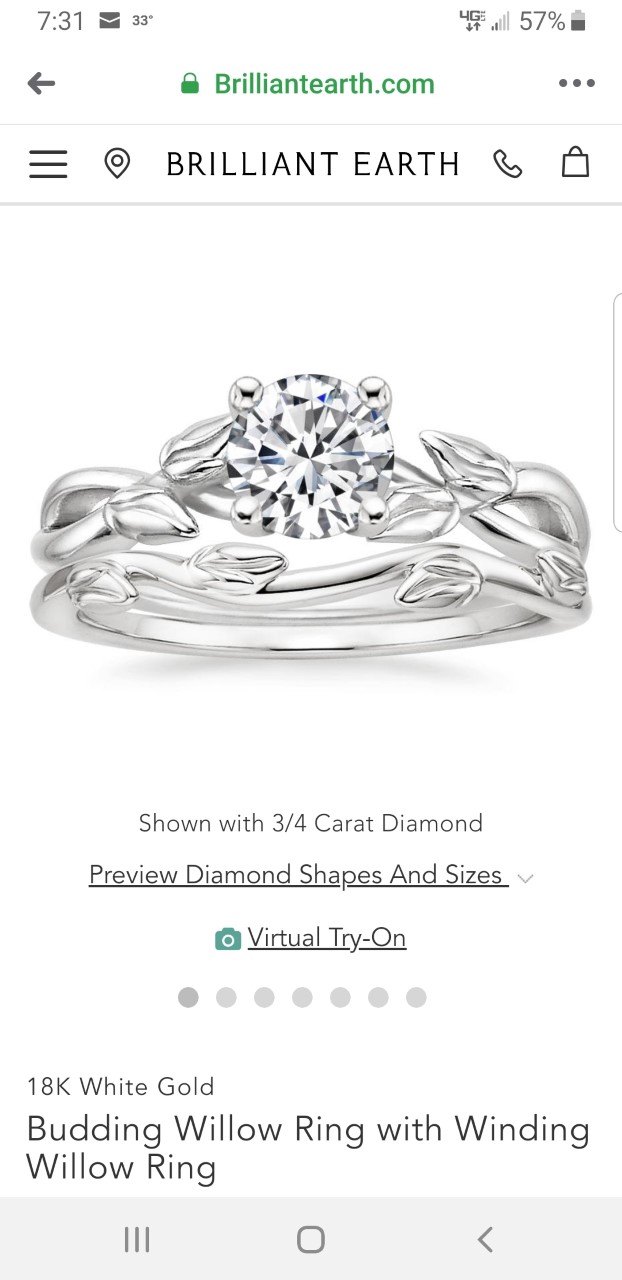 7:31 33° 4G 57%
Brilliantearth.com
BRILLIANT EARTH
Shown with 3/4 Carat Diamond
Preview Diamond Shapes And Sizes
Virtual Try-On
18K White Gold
Budding Willow Ring with Winding
Willow Ring